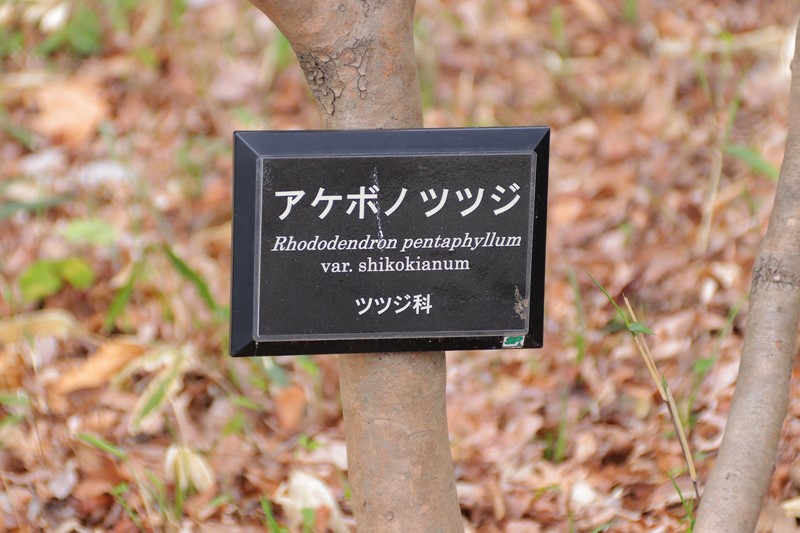 アケボノツツジ
Rhododendron pentaphyllum
var. shikokianum
ツツジ科